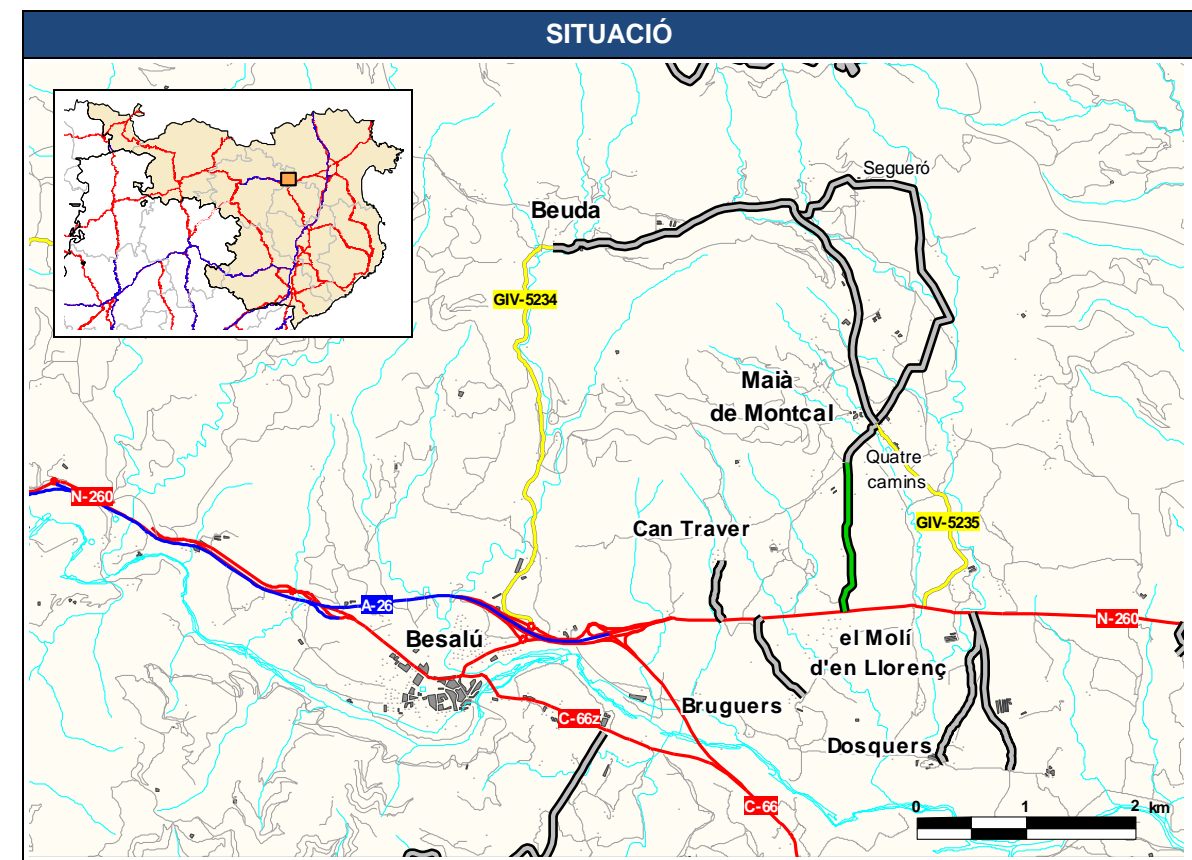 SITUACIÓ
Segueró
Beuda
GIV-5234
Maià
de Montcal
Quatre
camins
N-260
Can Traver
GIV-5235
A-26
N-260
Besalú
el Molí
d'en Llorenç
Bruguers
C-66z
Dosquers
C-66
0 1 2 km